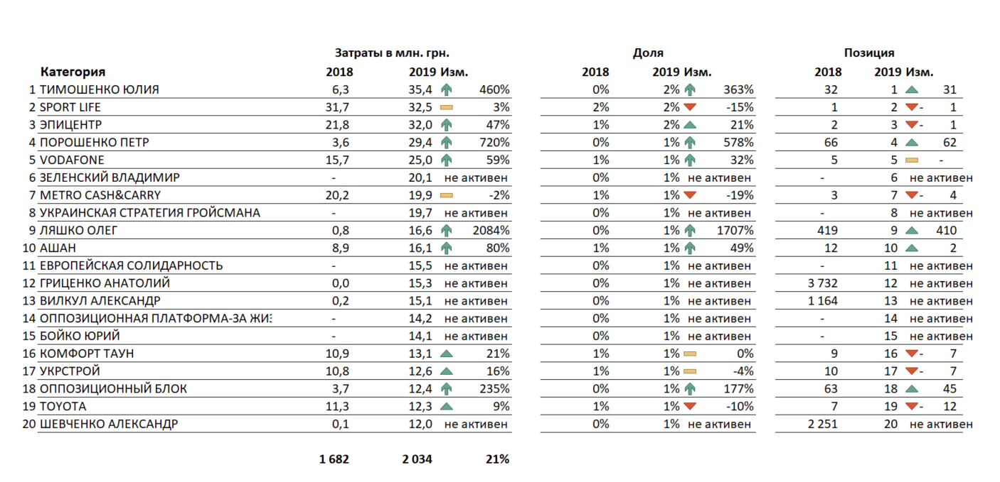 Затраты в млн. грн. Доля Позиция
Категория 2018 2019 Изм. 2018 2019 Изм. 2018 2019 Изм.
1 ТИМОШЕНКО ЮЛИЯ 6,3 35,4 460% 0% 2% 363% 32 1 31
2 SPORT LIFE 31,7 32,5 3% 2% 2% -15% 1 2 - 1
3 ЭПИЦЕНТР 21,8 32,0 47% 1% 2% 21% 2 3 - 1
4 ПОРОШЕНКО ПЕТР 3,6 29,4 720% 0% 1% 578% 66 4 62
5 VODAFONE 15,7 25,0 59% 1% 1% 32% 5 5 -
6 ЗЕЛЕНСКИЙ ВЛАДИМИР - 20,1 не активен 0% 1% не активен - 6 не активен
7 METRO CASH&CARRY 20,2 19,9 -2% 1% 1% -19% 3 7 - 4
8 УКРАИНСКАЯ СТРАТЕГИЯ ГРОЙСМАНА - 19,7 не активен 0% 1% не активен - 8 не активен
9 ЛЯШКО ОЛЕГ 0,8 16,6 2084% 0% 1% 1707% 419 9 410
10 АШАН 8,9 16,1 80% 1% 1% 49% 12 10 2
11 ЕВРОПЕЙСКАЯ СОЛИДАРНОСТЬ - 15,5 не активен 0% 1% не активен - 11 не активен
12 ГРИЦЕНКО АНАТОЛИЙ 0,0 15,3 не активен 0% 1% не активен 3 732 12 не активен
13 ВИЛКУЛ АЛЕКСАНДР 0,2 15,1 не активен 0% 1% не активен 1 164 13 не активен
14 ОППОЗИЦИОННАЯ ПЛАТФОРМА-ЗА ЖИЗ - 14,2 не активен 0% 1% не активен - 14 не активен
15 БОЙКО ЮРИЙ - 14,1 не активен 0% 1% не активен - 15 не активен
16 КОМФОРТ ТАУН 10,9 13,1 21% 1% 1% 0% 9 16 - 7
17 УКРСТРОЙ 10,8 12,6 16% 1% 1% -4% 10 17 - 7
18 ОППОЗИЦИОННЫЙ БЛОК 3,7 12,4 235% 0% 1% 177% 63 18 45
19 TOYOTA 11,3 12,3 9% 1% 1% -10% 7 19 - 12
20 ШЕВЧЕНКО АЛЕКСАНДР 0,1 12,0 не активен 0% 1% не активен 2 251 20 не активен
1 682 2 034 21%